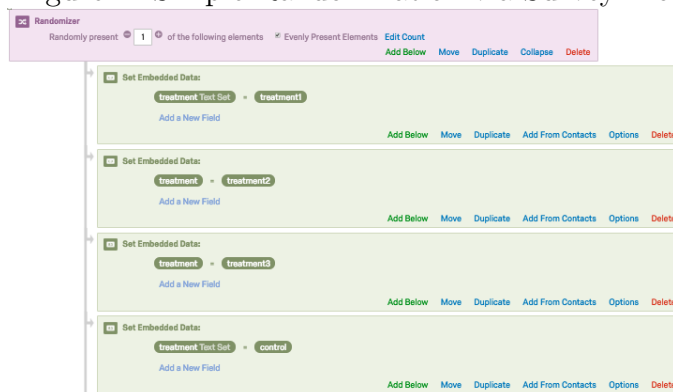 Randomizer
Randomly present 1 of the following elements Evenly Present Elements Edit Count
Add Below Move Duplicate Collapse Delete
Set Embedded Data:
treatment Text Set = treatment1
Add a New Field
Add Below Move Duplicate Add From Contacts Options Delete
Set Embedded Data:
treatment = treatment2
Add a New Field
Add Below Move Duplicate Add From Contacts Options Delete
Set Embedded Data:
treatment = treatment3
Add a New Field
Add Below Move Duplicate Add From Contacts Options Delete
Set Embedded Data:
treatment Text Set = control
Add a New Field
Add Below Move Duplicate Add From Contacts Options Delete